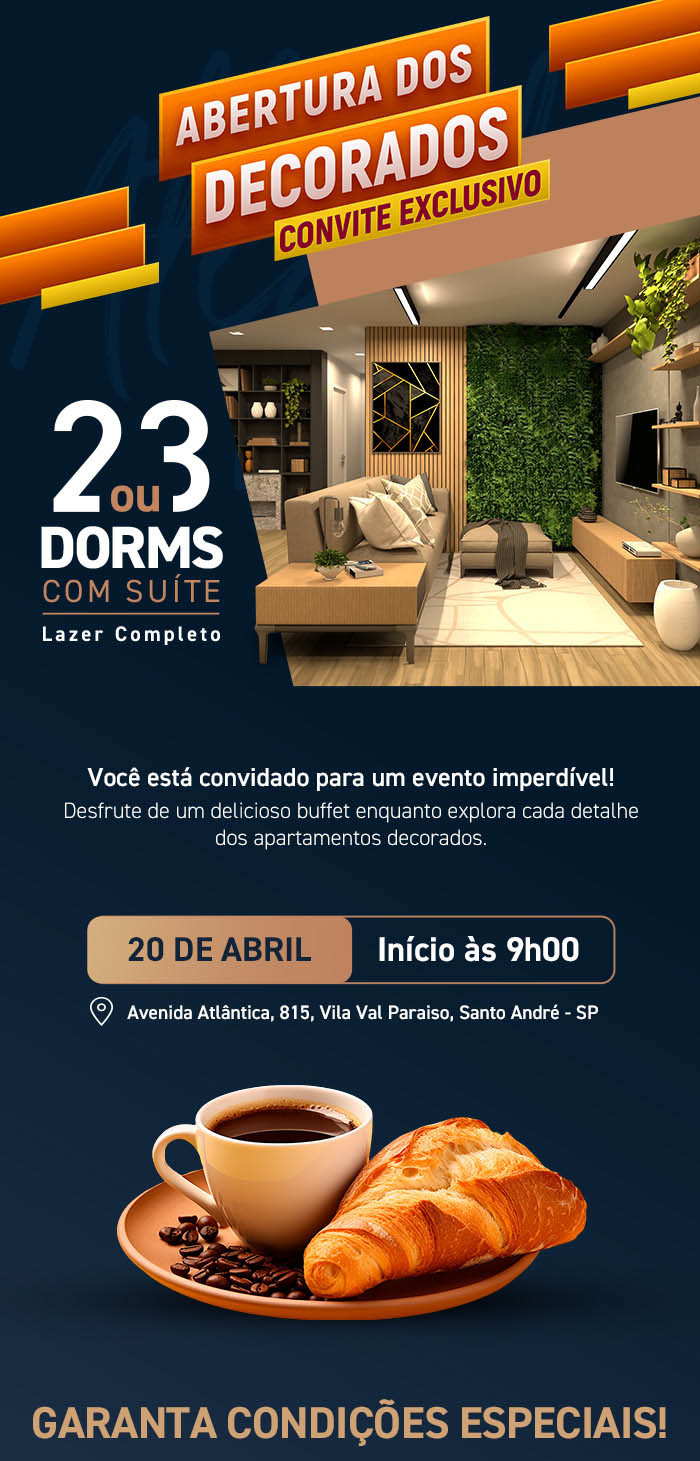 ABERTURA DOS
DECORADOS
CONVITE EXCLUSIVO
2 ou 3
DORMS
COM SUÍTE
Lazer Completo
Você está convidado para um evento imperdível!
Desfrute de um delicioso buffet enquanto explora cada detalhe
dos apartamentos decorados.
20 DE ABRIL Início às 9h00
Avenida Atlântica, 815, Vila Val Paraiso, Santo André - SP
GARANTA CONDIÇÕES ESPECIAIS!